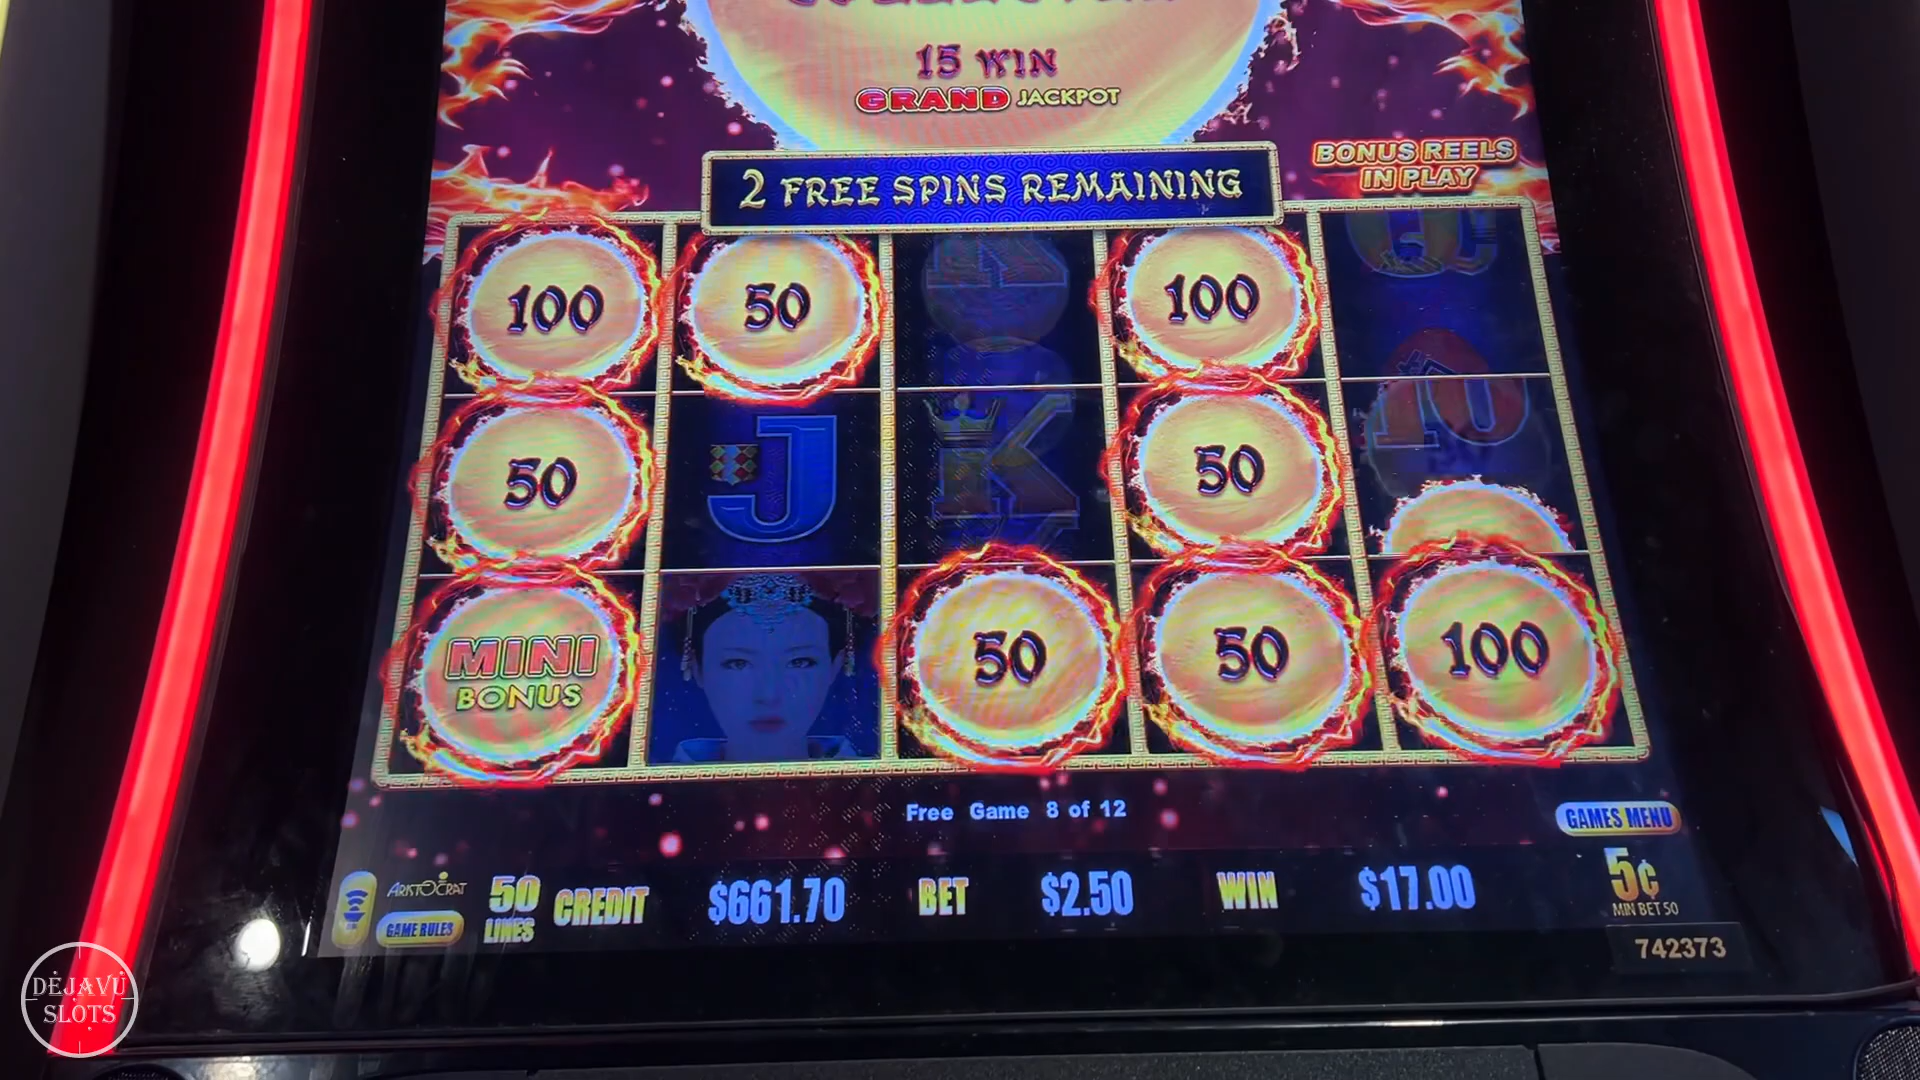 15 WIN
GRAND JACKPOT
BONUS REELS
IN PLAY
2 FREE SPINS REMAINING
100
50
K
100
50
J
K
50
10
MINI
BONUS
50
50
100
Free Game 8 of 12
GAMES MENU
ARISTOCRAT
GAME RULES
50
LINES
CREDIT
$661.70
BET
$2.50
WIN
$17.00
5¢
MIN BET 50
742373
DÉJAVÚ
SLOTS